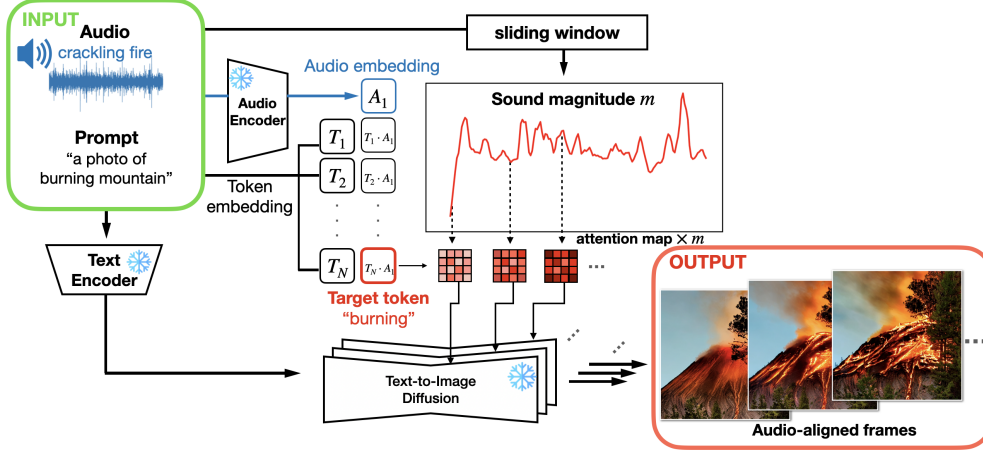 INPUT
Audio
crackling fire
Prompt
“a photo of
burning mountain”
Audio
Encoder
Audio embedding
A₁
T₁
T₁ · A₁
T₂
T₂ · A₁
Token
embedding
T_N
T_N · A₁
Target token
“burning”
sliding window
Sound magnitude m
attention map × m
Text
Encoder
Text-to-Image
Diffusion
OUTPUT
Audio-aligned frames